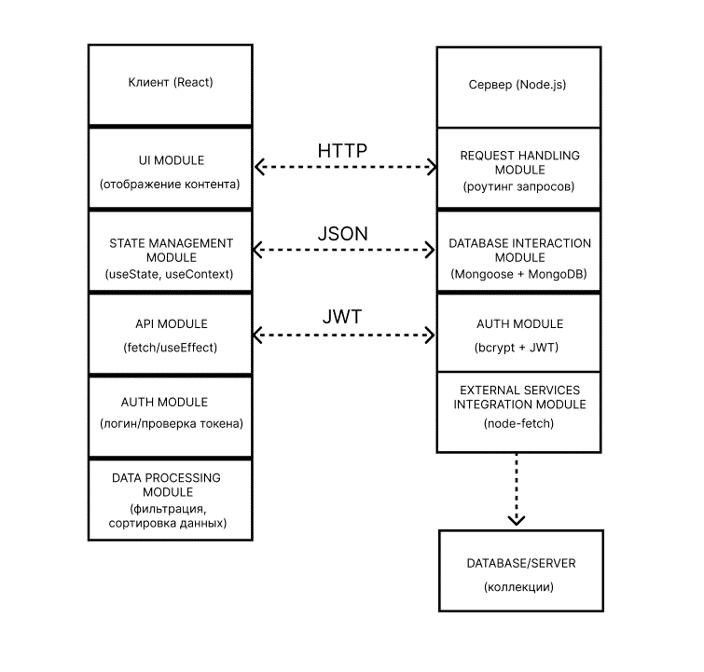 Клиент (React)
UI MODULE
(отображение контента)
STATE MANAGEMENT
MODULE
(useState, useContext)
API MODULE
(fetch/useEffect)
AUTH MODULE
(логин/проверка токена)
DATA PROCESSING
MODULE
(фильтрация,
сортировка данных)
HTTP
JSON
JWT
Сервер (Node.js)
REQUEST HANDLING
MODULE
(роутинг запросов)
DATABASE INTERACTION
MODULE
(Mongoose + MongoDB)
AUTH MODULE
(bcrypt + JWT)
EXTERNAL SERVICES
INTEGRATION MODULE
(node-fetch)
DATABASE/SERVER
(коллекции)